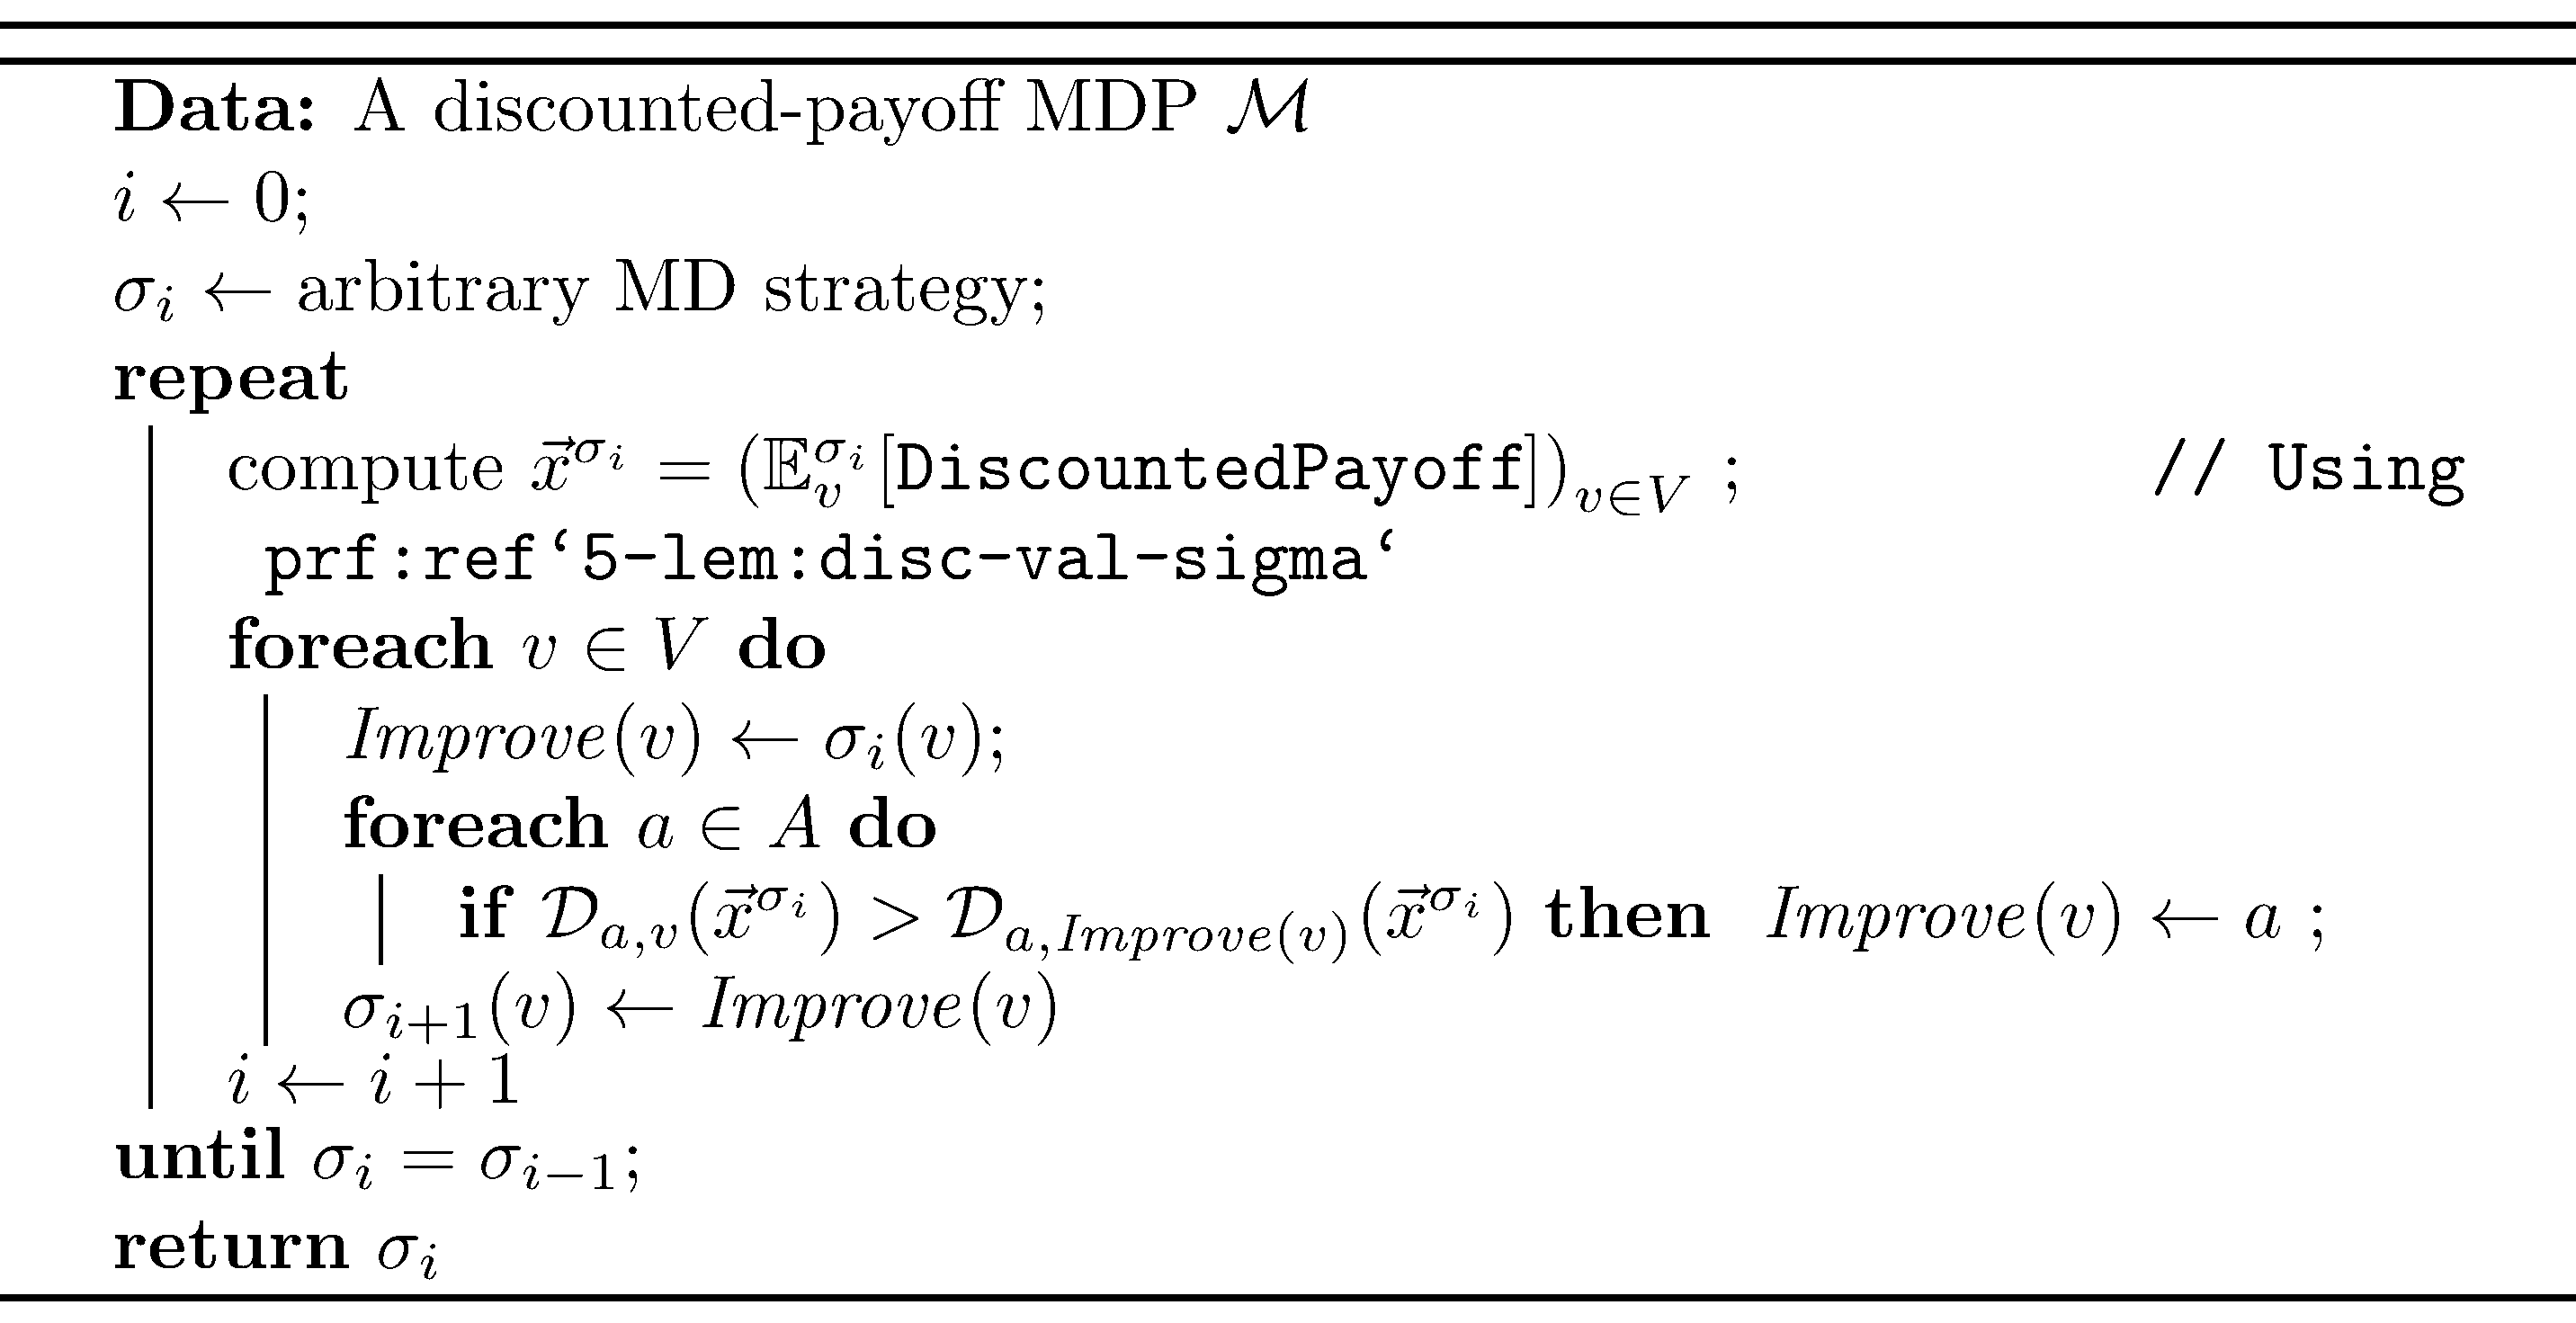 Data: A discounted-payoff MDP $\mathcal{M}$
$i \leftarrow 0$;
$\sigma_i \leftarrow$ arbitrary MD strategy;
repeat
compute $\vec{x}^{\sigma_i} = (\mathbb{E}_v^{\sigma_i}[\texttt{DiscountedPayoff}])_{v \in V}$ ; // Using
prf:ref‘5-lem:disc-val-sigma‘
foreach $v \in V$ do
$Improve(v) \leftarrow \sigma_i(v)$;
foreach $a \in A$ do
if $\mathcal{D}_{a,v}(\vec{x}^{\sigma_i}) > \mathcal{D}_{a,Improve(v)}(\vec{x}^{\sigma_i})$ then $Improve(v) \leftarrow a$ ;
$\sigma_{i+1}(v) \leftarrow Improve(v)$
$i \leftarrow i + 1$
until $\sigma_i = \sigma_{i-1}$;
return $\sigma_i$